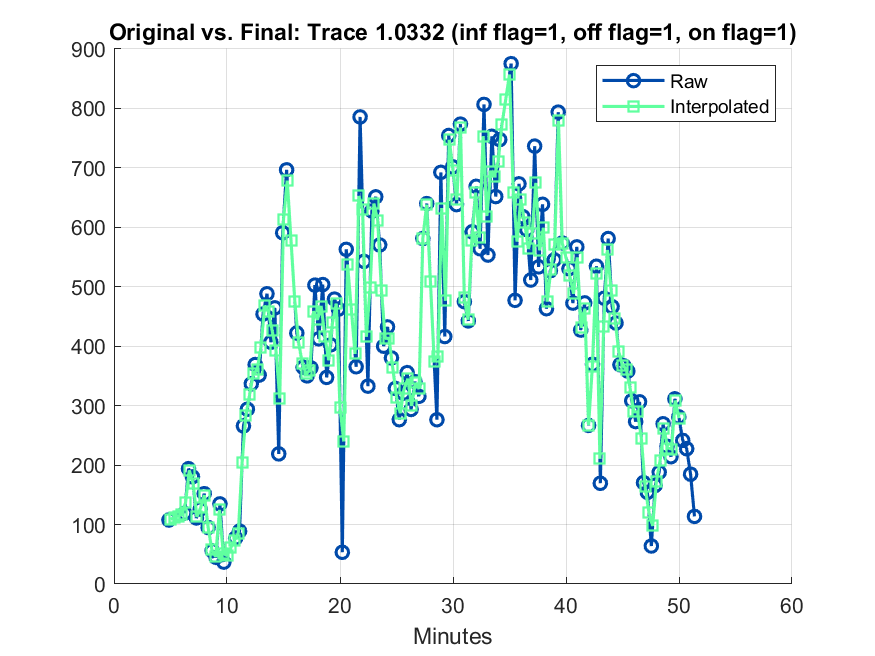 Original vs. Final: Trace 1.0332 (inf flag=1, off flag=1, on flag=1)
900
800
700
600
500
400
300
200
100
0
Raw
Interpolated
0 10 20 30 40 50 60
Minutes